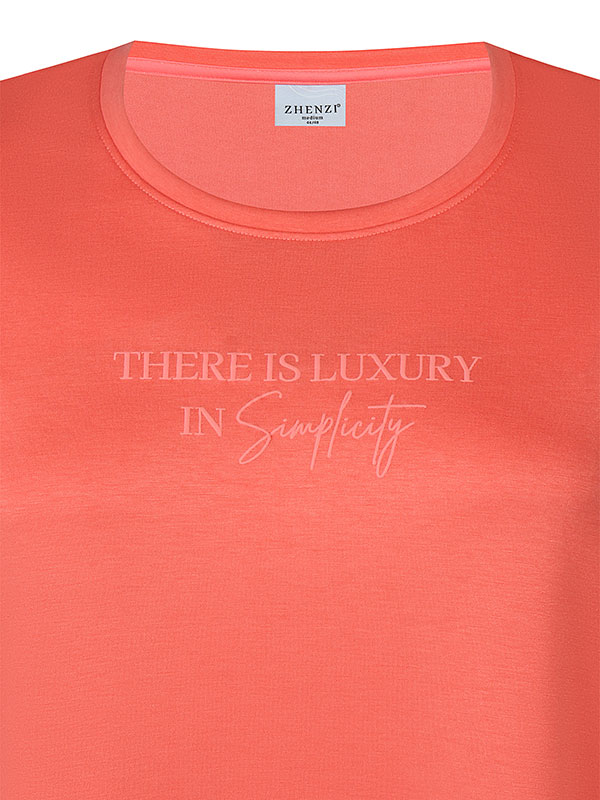 ZHENZI®
medium
THERE IS LUXURY
IN Simplicity